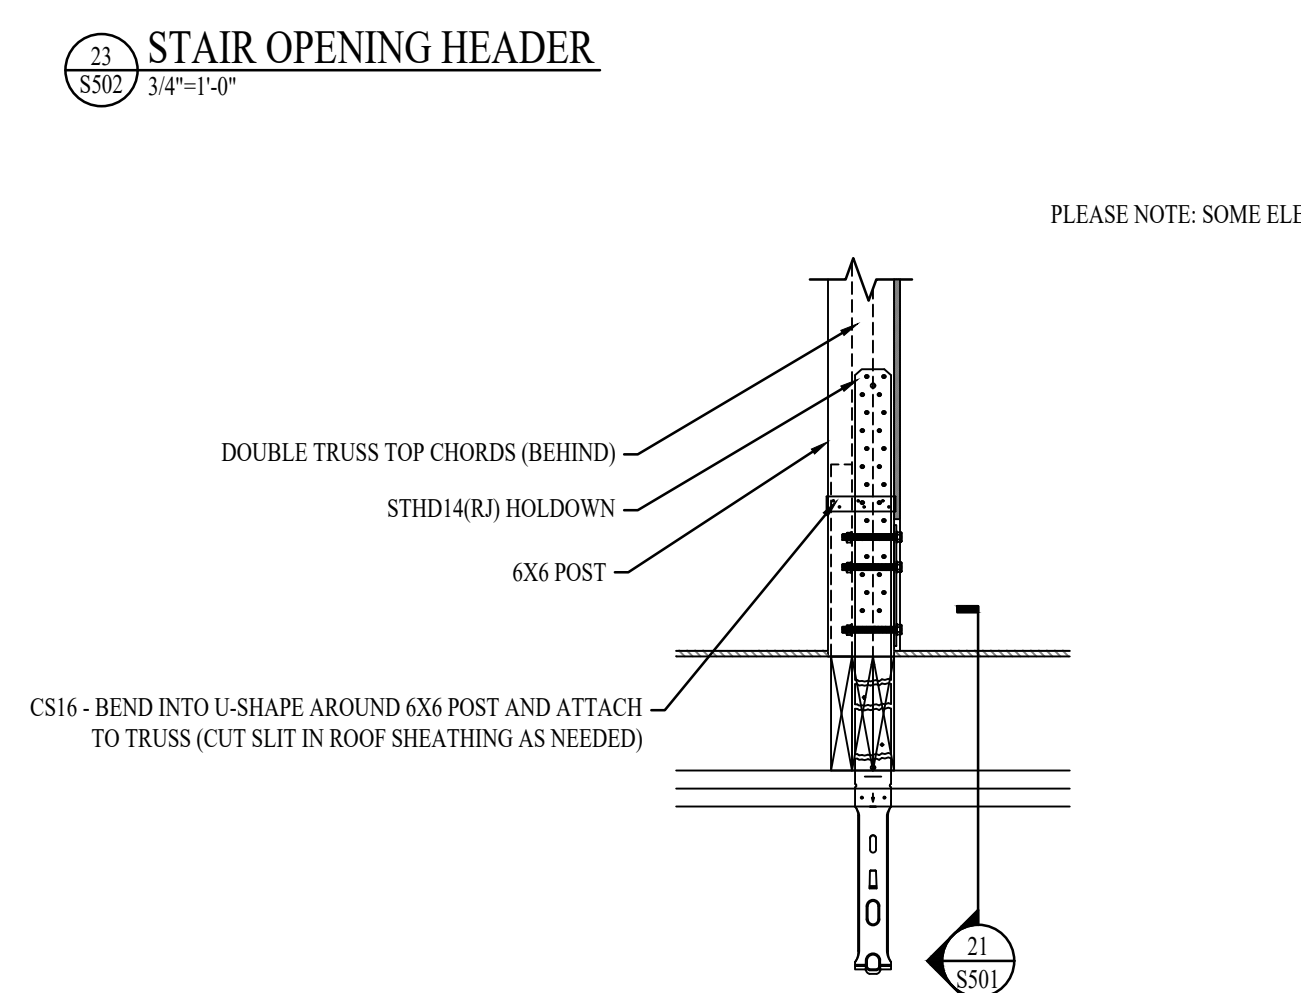 23
S502
STAIR OPENING HEADER
3/4"=1'-0"
PLEASE NOTE: SOME ELE
DOUBLE TRUSS TOP CHORDS (BEHIND)
STHD14(RJ) HOLDOWN
6X6 POST
CS16 - BEND INTO U-SHAPE AROUND 6X6 POST AND ATTACH
TO TRUSS (CUT SLIT IN ROOF SHEATHING AS NEEDED)
21
S501